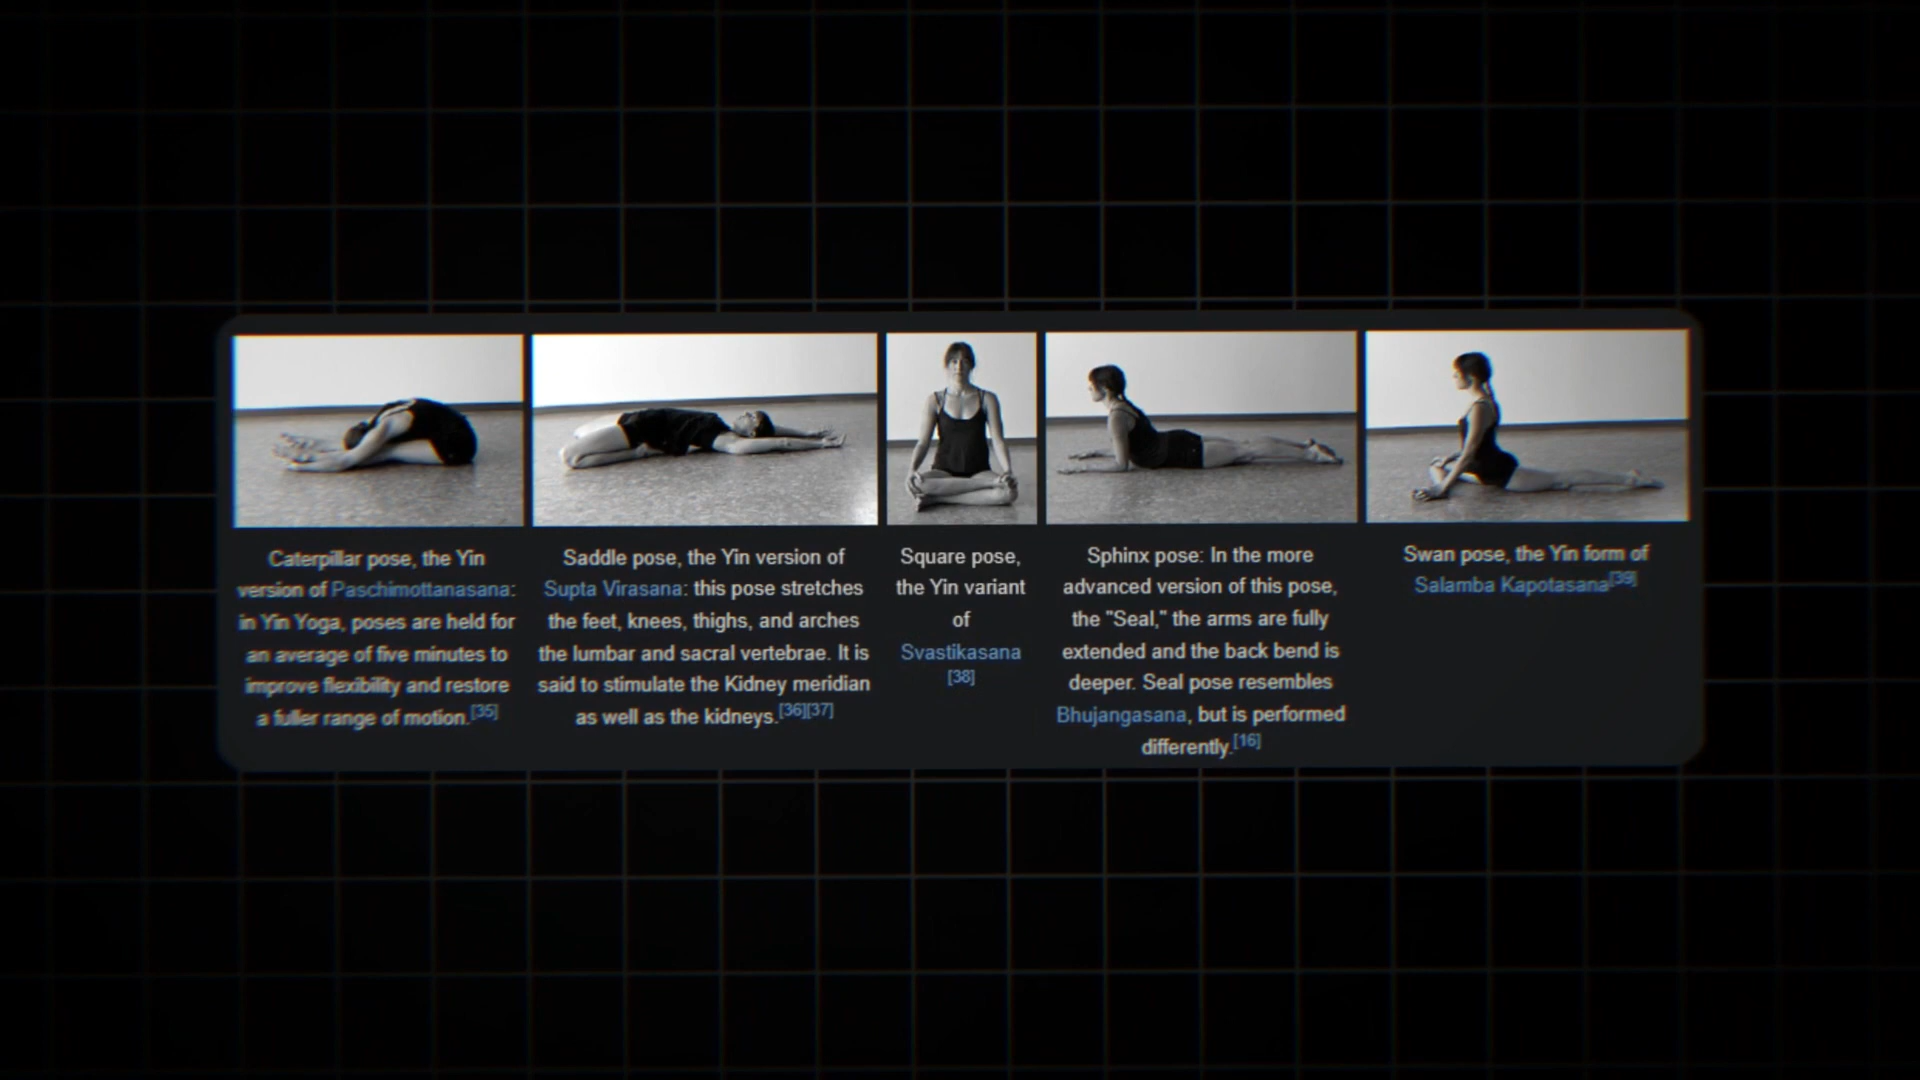 Caterpillar pose, the Yin
version of Paschimottanasana:
in Yin Yoga, poses are held for
an average of five minutes to
improve flexibility and restore
a fuller range of motion.[35]
Saddle pose, the Yin version of
Supta Virasana: this pose stretches
the feet, knees, thighs, and arches
the lumbar and sacral vertebrae. It is
said to stimulate the Kidney meridian
as well as the kidneys.[36][37]
Square pose,
the Yin variant
of
Svastikasana
[38]
Sphinx pose: In the more
advanced version of this pose,
the "Seal," the arms are fully
extended and the back bend is
deeper. Seal pose resembles
Bhujangasana, but is performed
differently.[16]
Swan pose, the Yin form of
Salamba Kapotasana[39]